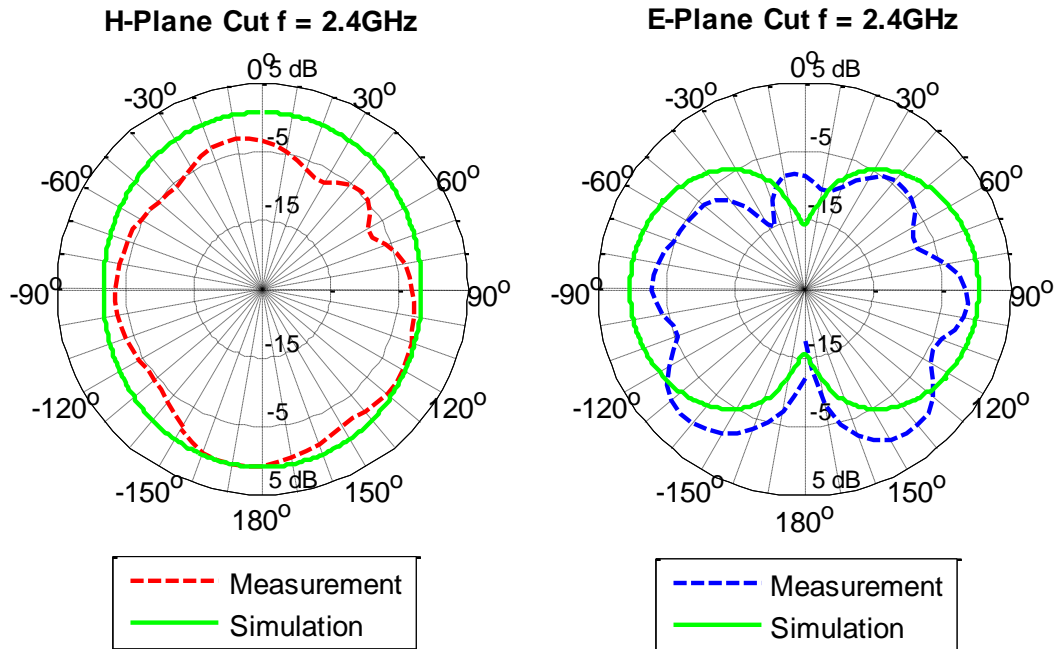 H-Plane Cut f = 2.4GHz
0º 5 dB
-30º
30º
-5
-60º
60º
-15
-90º
90º
-15
-120º
120º
-5
-150º
150º
5 dB
180º
Measurement
Simulation
E-Plane Cut f = 2.4GHz
0º 5 dB
-30º
30º
-5
-60º
60º
-15
-90º
90º
-15
-120º
120º
-5
-150º
150º
5 dB
180º
Measurement
Simulation